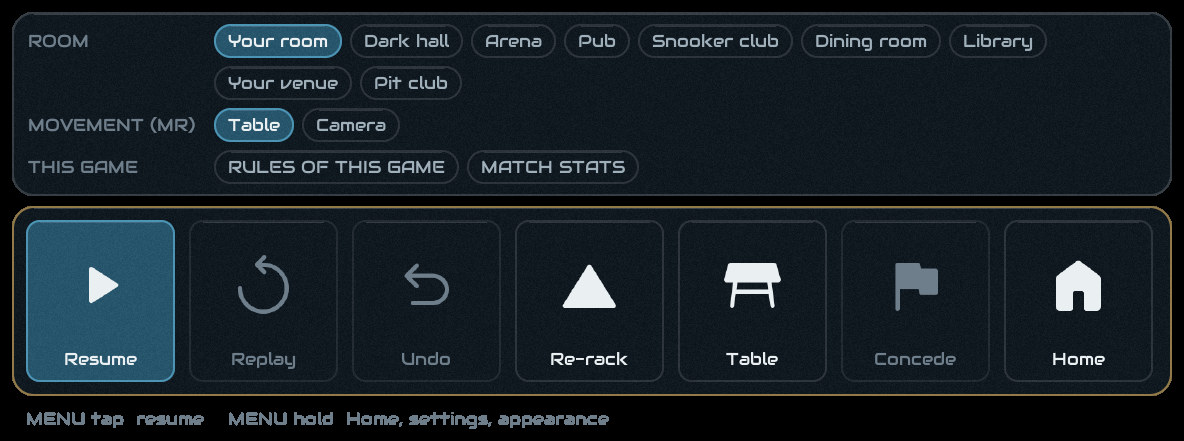 ROOM Your room Dark hall Arena Pub Snooker club Dining room Library
Your venue Pit club
MOVEMENT (MR) Table Camera
THIS GAME RULES OF THIS GAME MATCH STATS
Resume Replay Undo Re-rack Table Concede Home
MENU tap resume MENU hold Home, settings, appearance